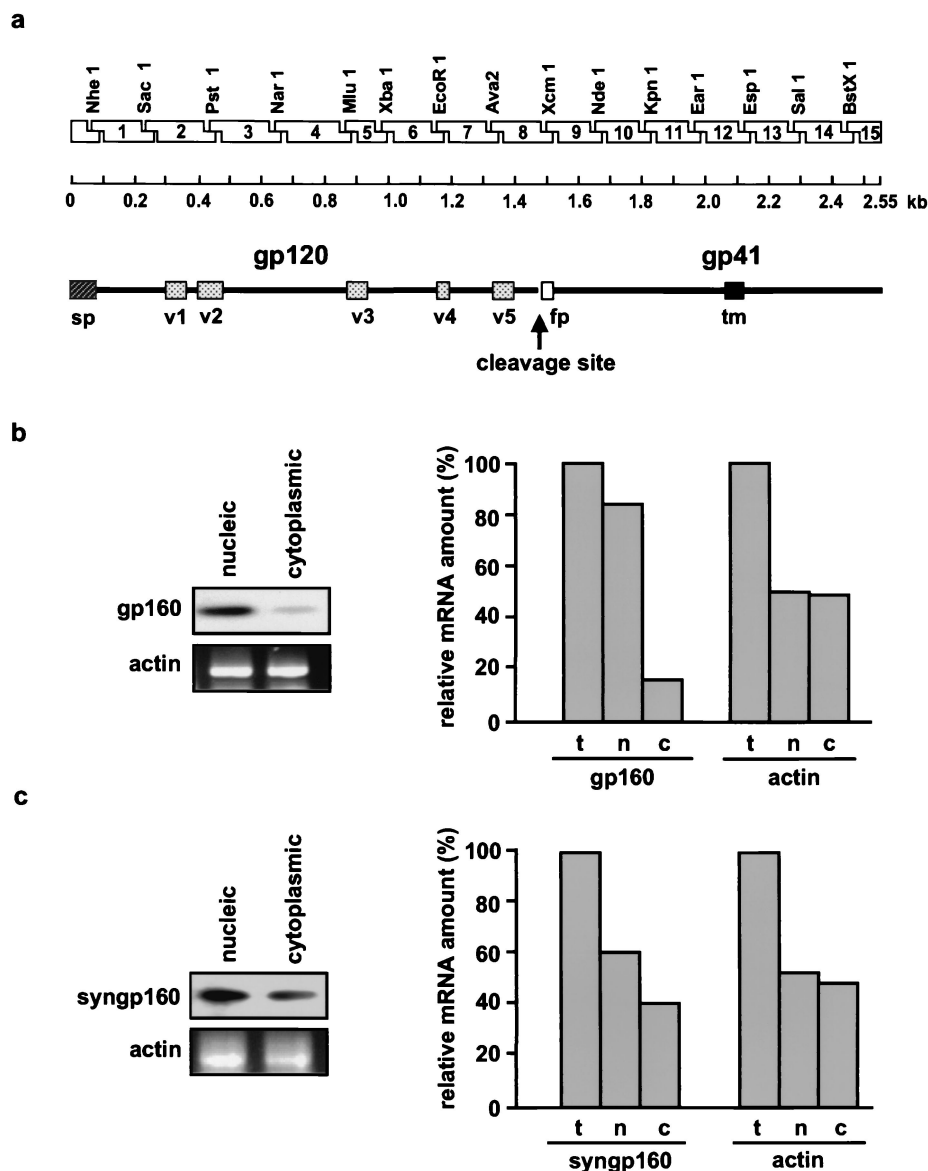 a
Nhe 1 Sac 1 Pst 1 Nar 1 Mlu 1 Xba 1 EcoR 1 Ava2 Xcm 1 Nde 1 Kpn 1 Ear 1 Esp 1 Sal 1 BstX 1
1 2 3 4 5 6 7 8 9 10 11 12 13 14 15
0 0.2 0.4 0.6 0.8 1.0 1.2 1.4 1.6 1.8 2.0 2.2 2.4 2.55 kb
gp120 gp41
sp v1 v2 v3 v4 v5 fp tm
cleavage site
b
nucleic cytoplasmic
gp160
actin
relative mRNA amount (%)
100
80
60
40
20
0
t n c t n c
gp160 actin
c
nucleic cytoplasmic
syngp160
actin
relative mRNA amount (%)
100
80
60
40
20
0
t n c t n c
syngp160 actin